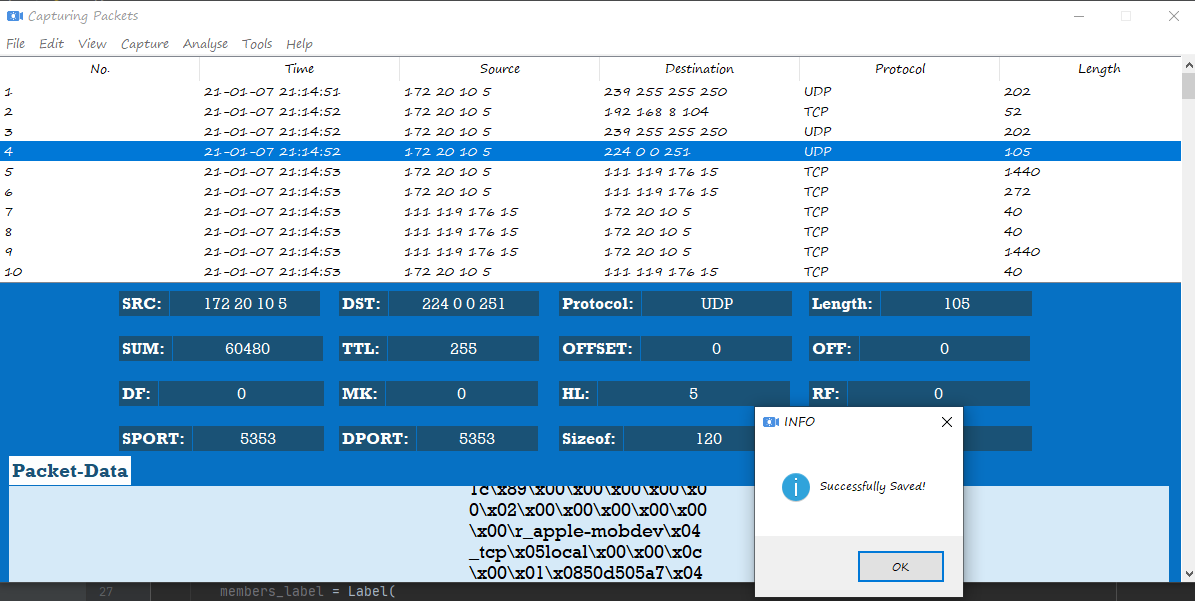 Capturing Packets
File Edit View Capture Analyse Tools Help
No. Time Source Destination Protocol Length
1 21-01-07 21:14:51 172 20 10 5 239 255 255 250 UDP 202
2 21-01-07 21:14:52 172 20 10 5 192 168 8 104 TCP 52
3 21-01-07 21:14:52 172 20 10 5 239 255 255 250 UDP 202
4 21-01-07 21:14:52 172 20 10 5 224 0 0 251 UDP 105
5 21-01-07 21:14:53 172 20 10 5 111 119 176 15 TCP 1440
6 21-01-07 21:14:53 172 20 10 5 111 119 176 15 TCP 272
7 21-01-07 21:14:53 111 119 176 15 172 20 10 5 TCP 40
8 21-01-07 21:14:53 111 119 176 15 172 20 10 5 TCP 40
9 21-01-07 21:14:53 111 119 176 15 172 20 10 5 TCP 1440
10 21-01-07 21:14:53 172 20 10 5 111 119 176 15 TCP 40
SRC: 172 20 10 5 DST: 224 0 0 251 Protocol: UDP Length: 105
SUM: 60480 TTL: 255 OFFSET: 0 OFF: 0
DF: 0 MK: 0 HL: 5 RF: 0
SPORT: 5353 DPORT: 5353 Sizeof: 120
INFO
Successfully Saved!
OK
Packet-Data
1c\x89\x00\x00\x00\x00\x0
0\x02\x00\x00\x00\x00\x00
\x00\r_apple-mobdev\x04
_tcp\x05local\x00\x00\x0c
\x00\x01\x0850d505a7\x04
27 members_label = Label(